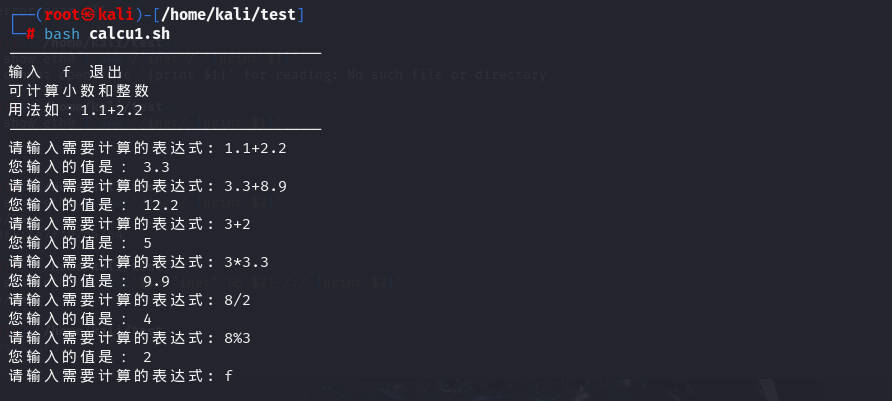 ┌──(root㉿kali)-[/home/kali/test]
└─# bash calcu1.sh
-----------------------------------
输入 f 退出
可计算小数和整数
用法如：1.1+2.2
-----------------------------------
请输入需要计算的表达式: 1.1+2.2
您输入的值是： 3.3
请输入需要计算的表达式: 3.3+8.9
您输入的值是： 12.2
请输入需要计算的表达式: 3+2
您输入的值是： 5
请输入需要计算的表达式: 3*3.3
您输入的值是： 9.9
请输入需要计算的表达式: 8/2
您输入的值是： 4
请输入需要计算的表达式: 8%3
您输入的值是： 2
请输入需要计算的表达式: f